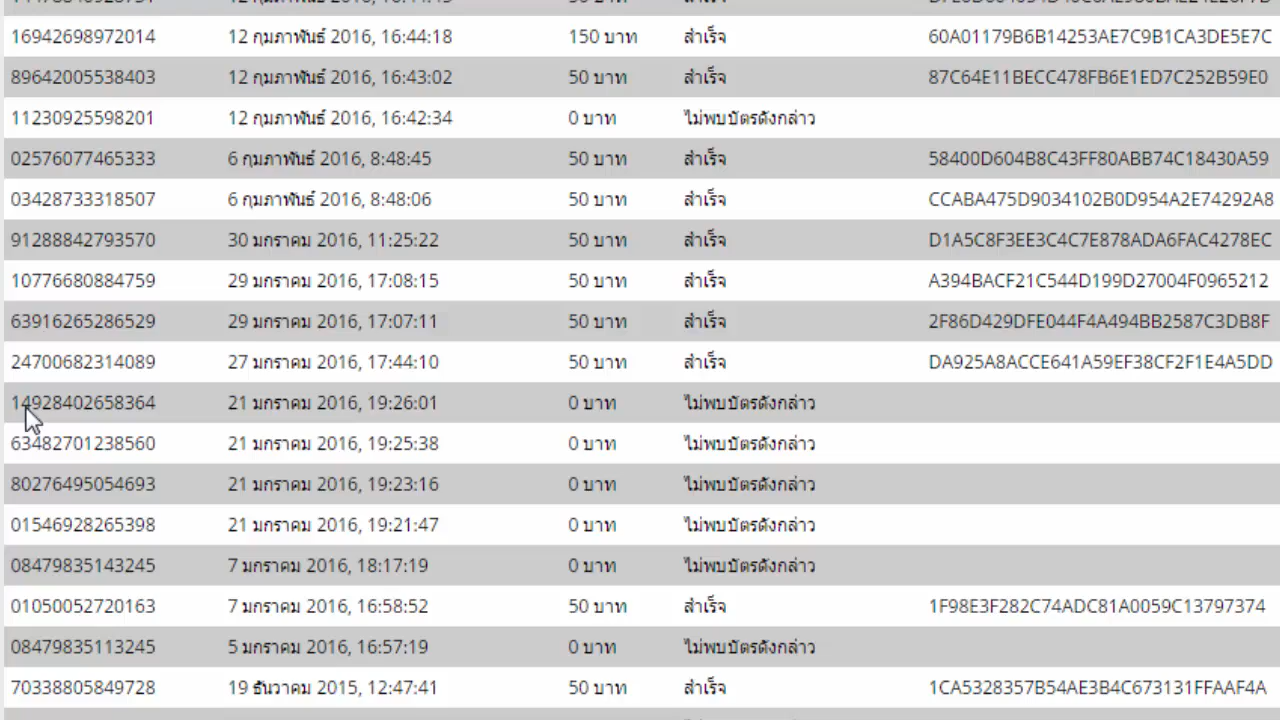 16942698972014 12 กุมภาพันธ์ 2016, 16:44:18 150 บาท สำเร็จ 60A01179B6B14253AE7C9B1CA3DE5E7C
89642005538403 12 กุมภาพันธ์ 2016, 16:43:02 50 บาท สำเร็จ 87C64E11BECC478FB6E1ED7C252B59E0
11230925598201 12 กุมภาพันธ์ 2016, 16:42:34 0 บาท ไม่พบบัตรดังกล่าว
02576077465333 6 กุมภาพันธ์ 2016, 8:48:45 50 บาท สำเร็จ 58400D604B8C43FF80ABB74C18430A59
03428733318507 6 กุมภาพันธ์ 2016, 8:48:06 50 บาท สำเร็จ CCABA475D9034102B0D954A2E74292A8
91288842793570 30 มกราคม 2016, 11:25:22 50 บาท สำเร็จ D1A5C8F3EE3C4C7E878ADA6FAC4278EC
10776680884759 29 มกราคม 2016, 17:08:15 50 บาท สำเร็จ A394BACF21C544D199D27004F0965212
63916265286529 29 มกราคม 2016, 17:07:11 50 บาท สำเร็จ 2F86D429DFE044F4A494BB2587C3DB8F
24700682314089 27 มกราคม 2016, 17:44:10 50 บาท สำเร็จ DA925A8ACCE641A59EF38CF2F1E4A5DD
14928402658364 21 มกราคม 2016, 19:26:01 0 บาท ไม่พบบัตรดังกล่าว
63482701238560 21 มกราคม 2016, 19:25:38 0 บาท ไม่พบบัตรดังกล่าว
80276495054693 21 มกราคม 2016, 19:23:16 0 บาท ไม่พบบัตรดังกล่าว
01546928265398 21 มกราคม 2016, 19:21:47 0 บาท ไม่พบบัตรดังกล่าว
08479835143245 7 มกราคม 2016, 18:17:19 0 บาท ไม่พบบัตรดังกล่าว
01050052720163 7 มกราคม 2016, 16:58:52 50 บาท สำเร็จ 1F98E3F282C74ADC81A0059C13797374
08479835113245 5 มกราคม 2016, 16:57:19 0 บาท ไม่พบบัตรดังกล่าว
70338805849728 19 ธันวาคม 2015, 12:47:41 50 บาท สำเร็จ 1CA5328357B54AE3B4C673131FFAAF4A